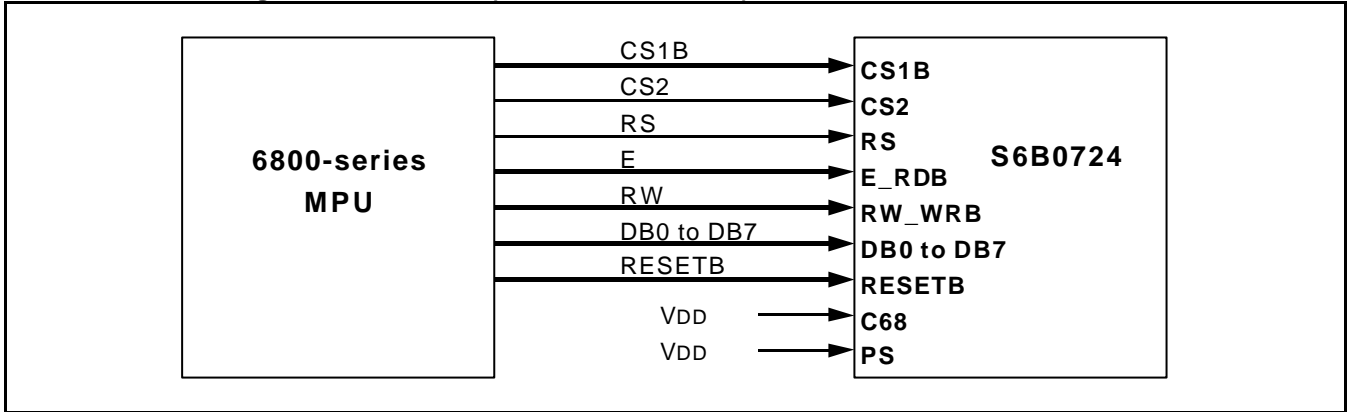 6800-series
MPU
CS1B
CS2
RS
E
RW
DB0 to DB7
RESETB
VDD
VDD
CS1B
CS2
RS
E_RDB
RW_WRB
DB0 to DB7
RESETB
C68
PS
S6B0724